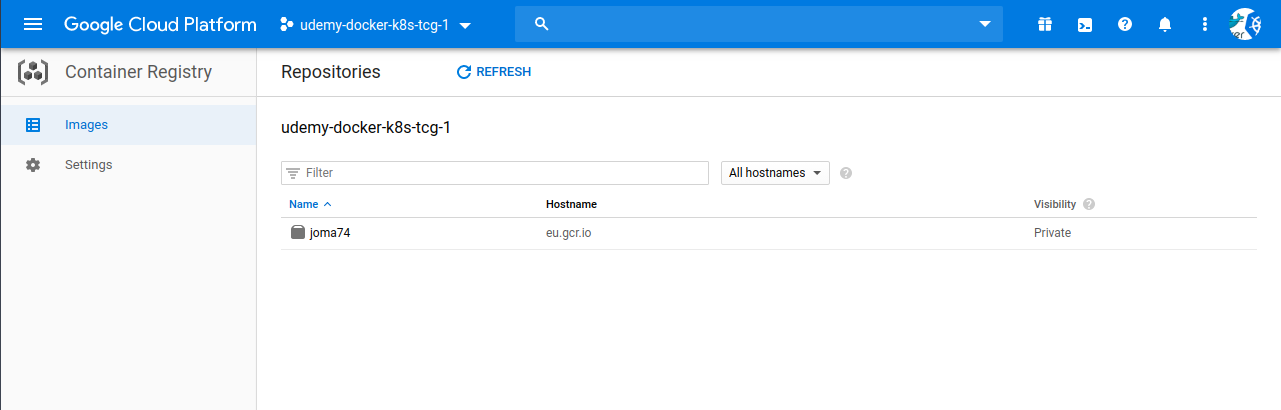 Google Cloud Platform udemy-docker-k8s-tcg-1
Container Registry Repositories REFRESH
Images
Settings
udemy-docker-k8s-tcg-1
Filter All hostnames
Name Hostname Visibility
joma74 eu.gcr.io Private